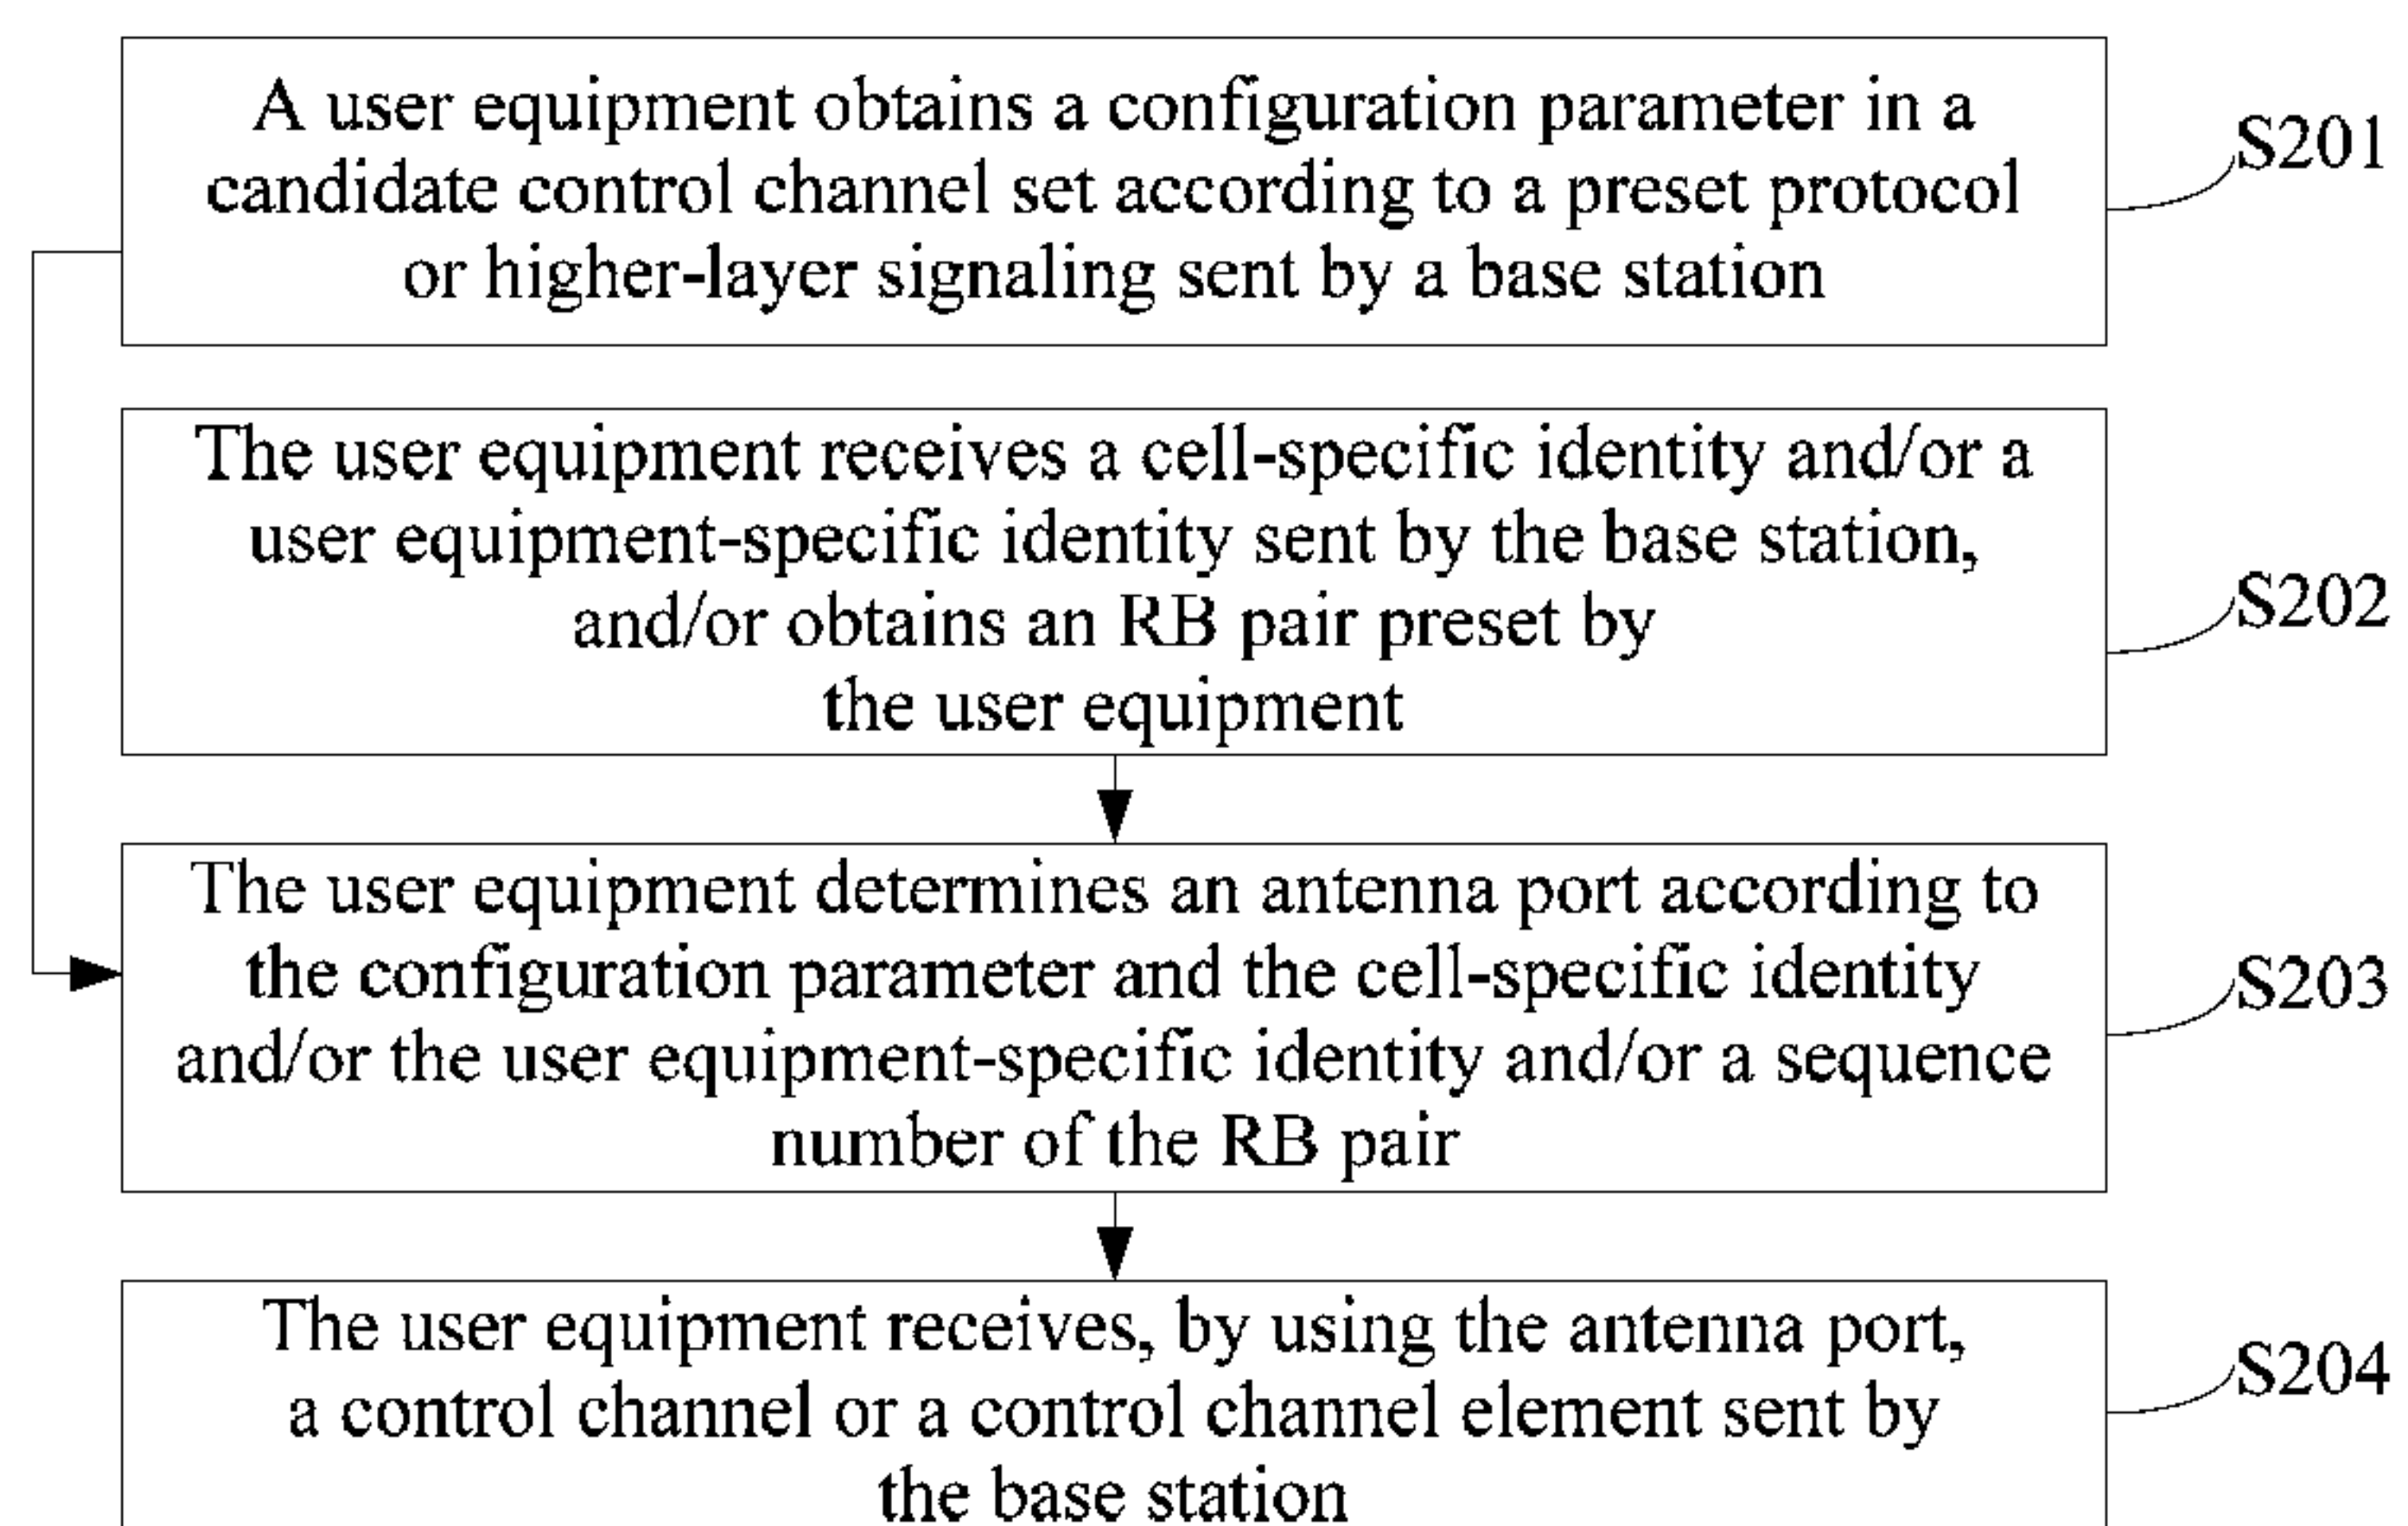 A user equipment obtains a configuration parameter in a
candidate control channel set according to a preset protocol
or higher-layer signaling sent by a base station
S201
The user equipment receives a cell-specific identity and/or a
user equipment-specific identity sent by the base station,
and/or obtains an RB pair preset by
the user equipment
S202
The user equipment determines an antenna port according to
the configuration parameter and the cell-specific identity
and/or the user equipment-specific identity and/or a sequence
number of the RB pair
S203
The user equipment receives, by using the antenna port,
a control channel or a control channel element sent by
the base station
S204